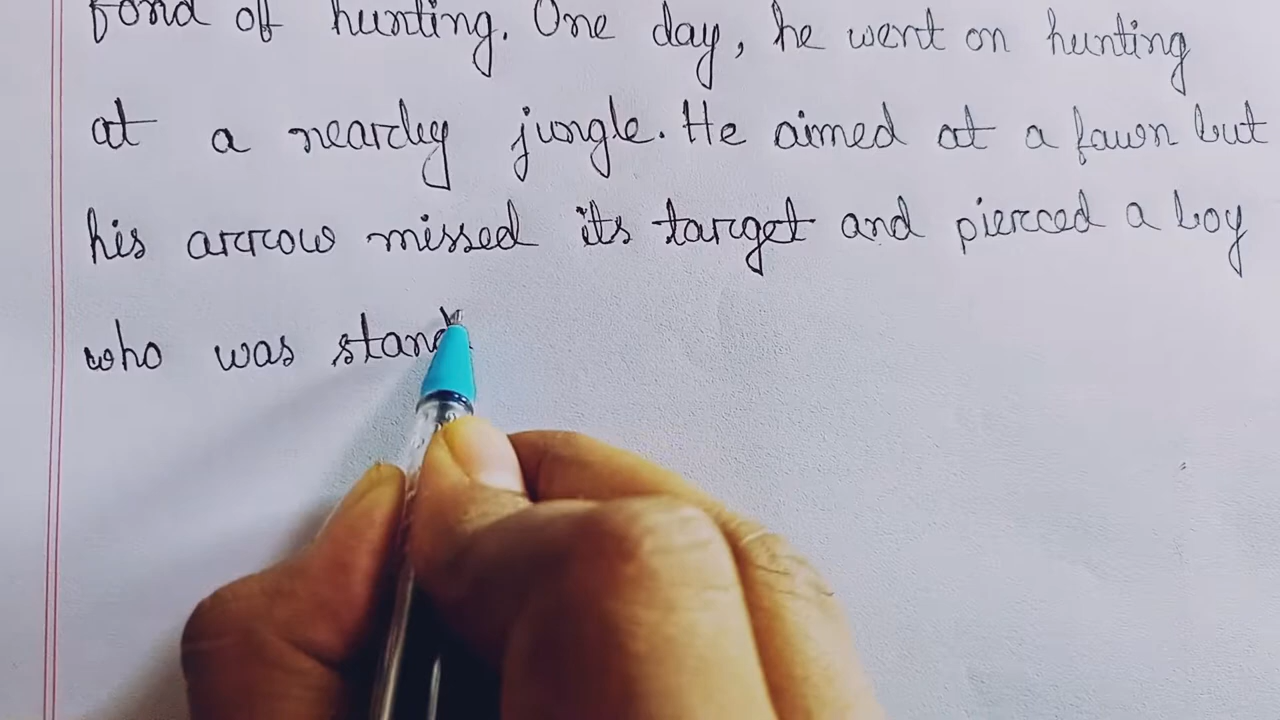 fond of hunting. One day, he went on hunting
at a nearby jungle. He aimed at a fawn but
his arrow missed its target and pierced a boy
who was stand